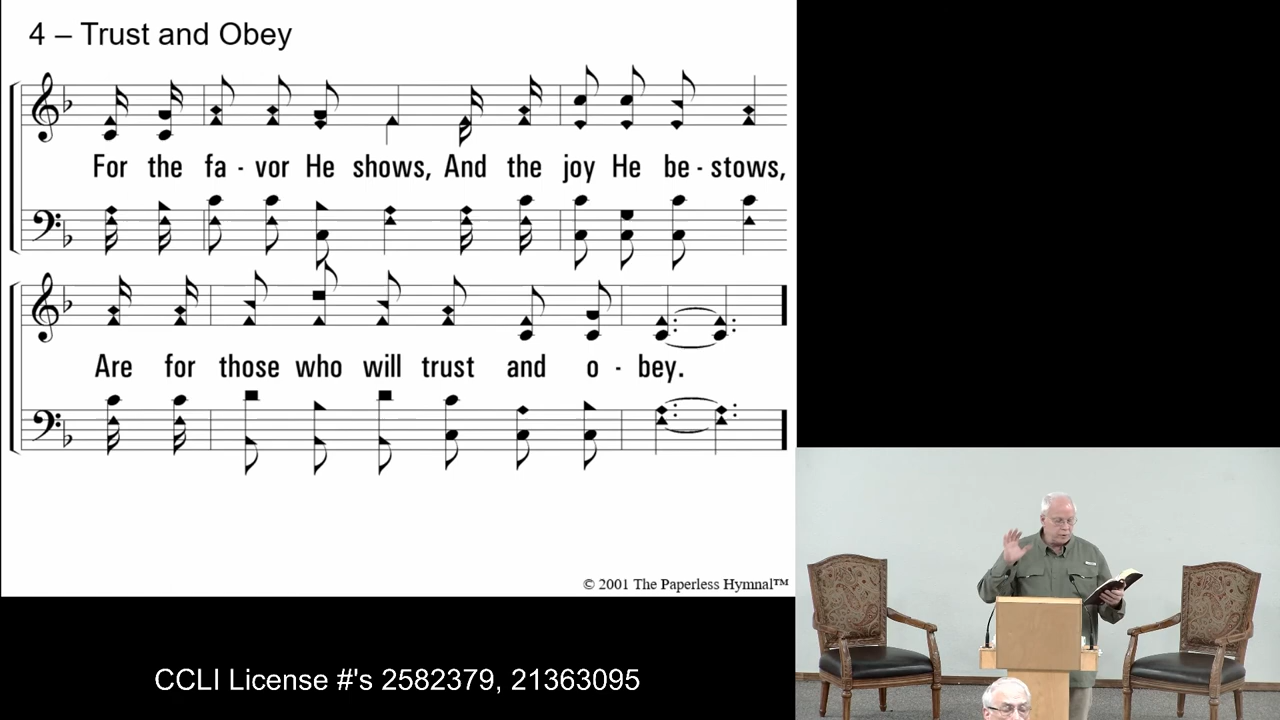 4 – Trust and Obey
For the fa - vor He shows, And the joy He be - stows,
Are for those who will trust and o - bey.
© 2001 The Paperless Hymnal™
CCLI License #'s 2582379, 21363095